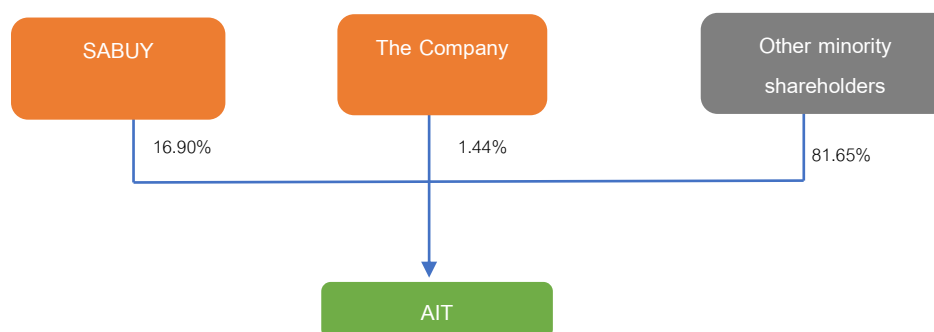 SABUY
The Company
Other minority
shareholders
16.90%
1.44%
81.65%
AIT